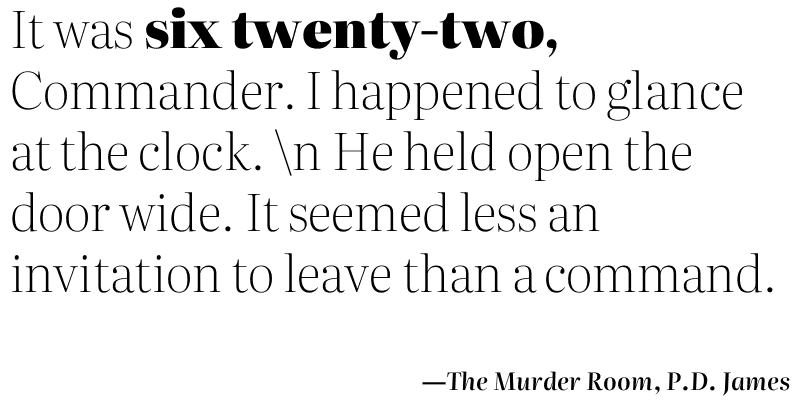 It was six twenty-two,
Commander. I happened to glance
at the clock. \n He held open the
door wide. It seemed less an
invitation to leave than a command.
—The Murder Room, P.D. James